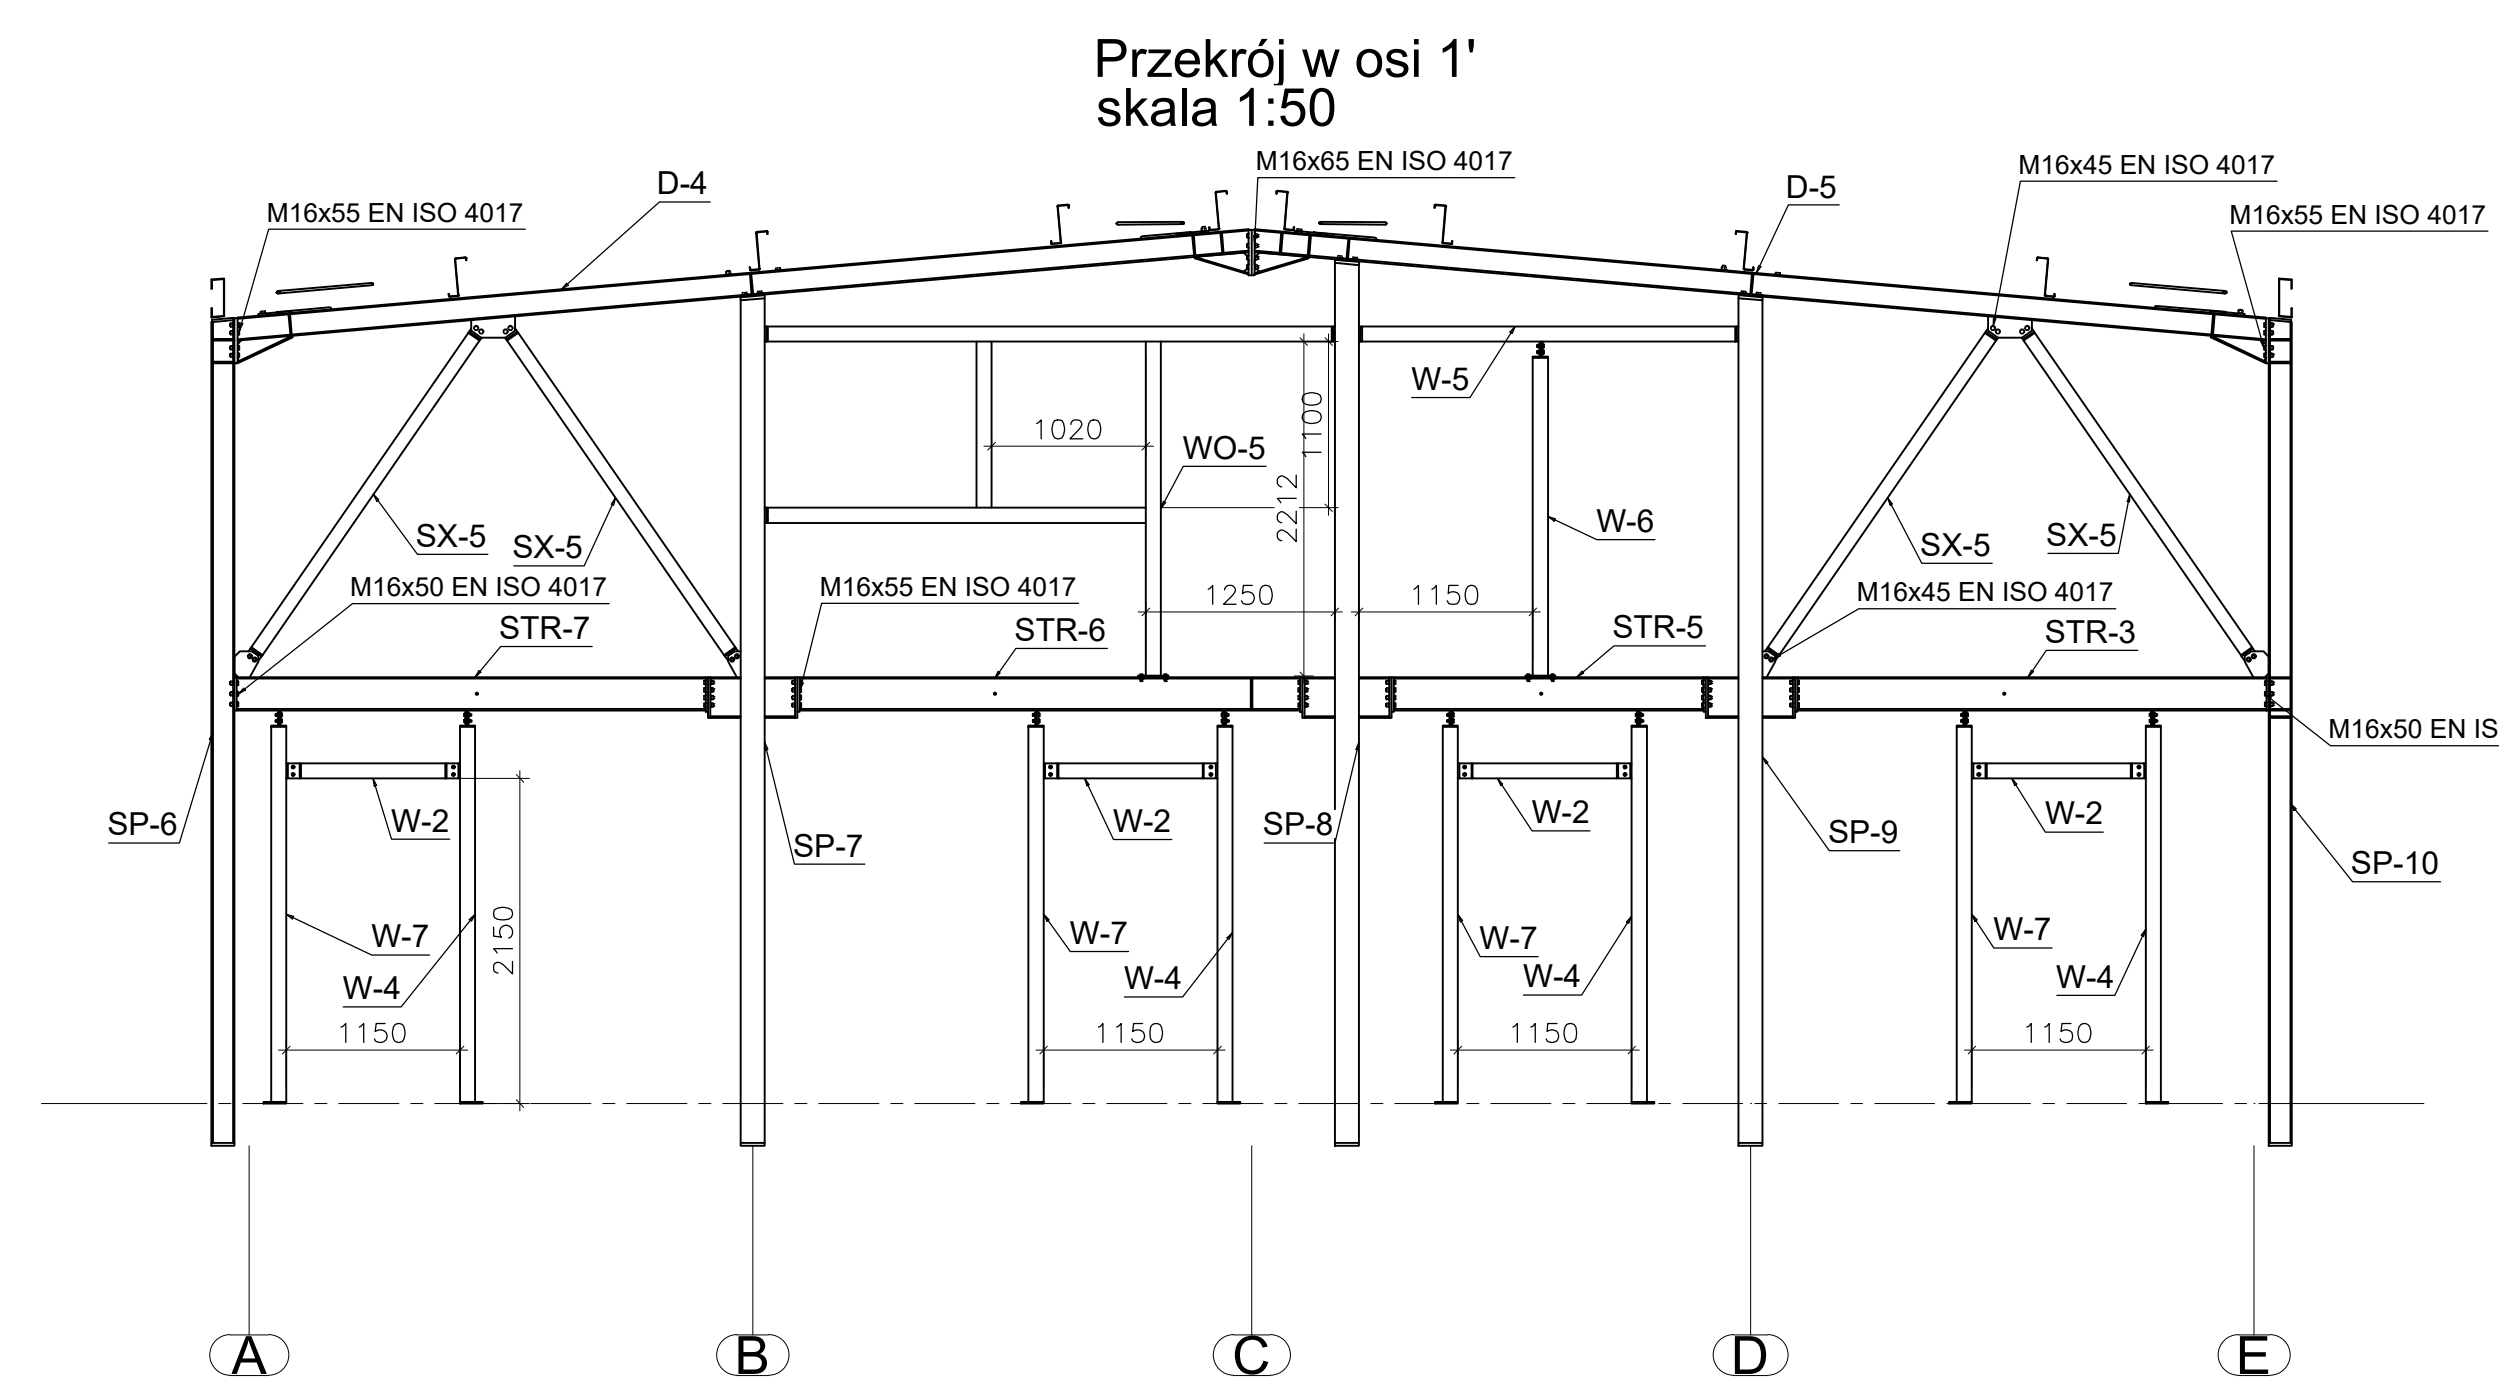 Przekrój w osi 1'
skala 1:50
M16x65 EN ISO 4017
M16x45 EN ISO 4017
D-4
D-5
M16x55 EN ISO 4017
M16x55 EN ISO 4017
W-5
1100
1020
WO-5
2212
W-6
SX-5
SX-5
SX-5
SX-5
M16x50 EN ISO 4017
M16x55 EN ISO 4017
1250
1150
M16x45 EN ISO 4017
STR-7
STR-6
STR-5
STR-3
M16x50 EN IS
SP-6
W-2
SP-7
W-2
SP-8
W-2
SP-9
W-2
SP-10
W-7
W-4
2150
W-7
W-4
W-7
W-4
W-7
W-4
1150
1150
1150
1150
A
B
C
D
E